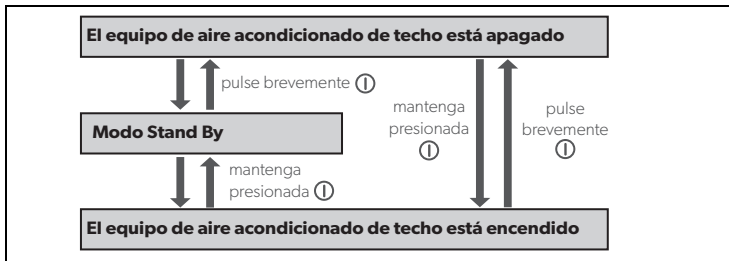 El equipo de aire acondicionado de techo está apagado
pulse brevemente
mantenga
presionada
pulse
brevemente
Modo Stand By
mantenga
presionada
El equipo de aire acondicionado de techo está encendido